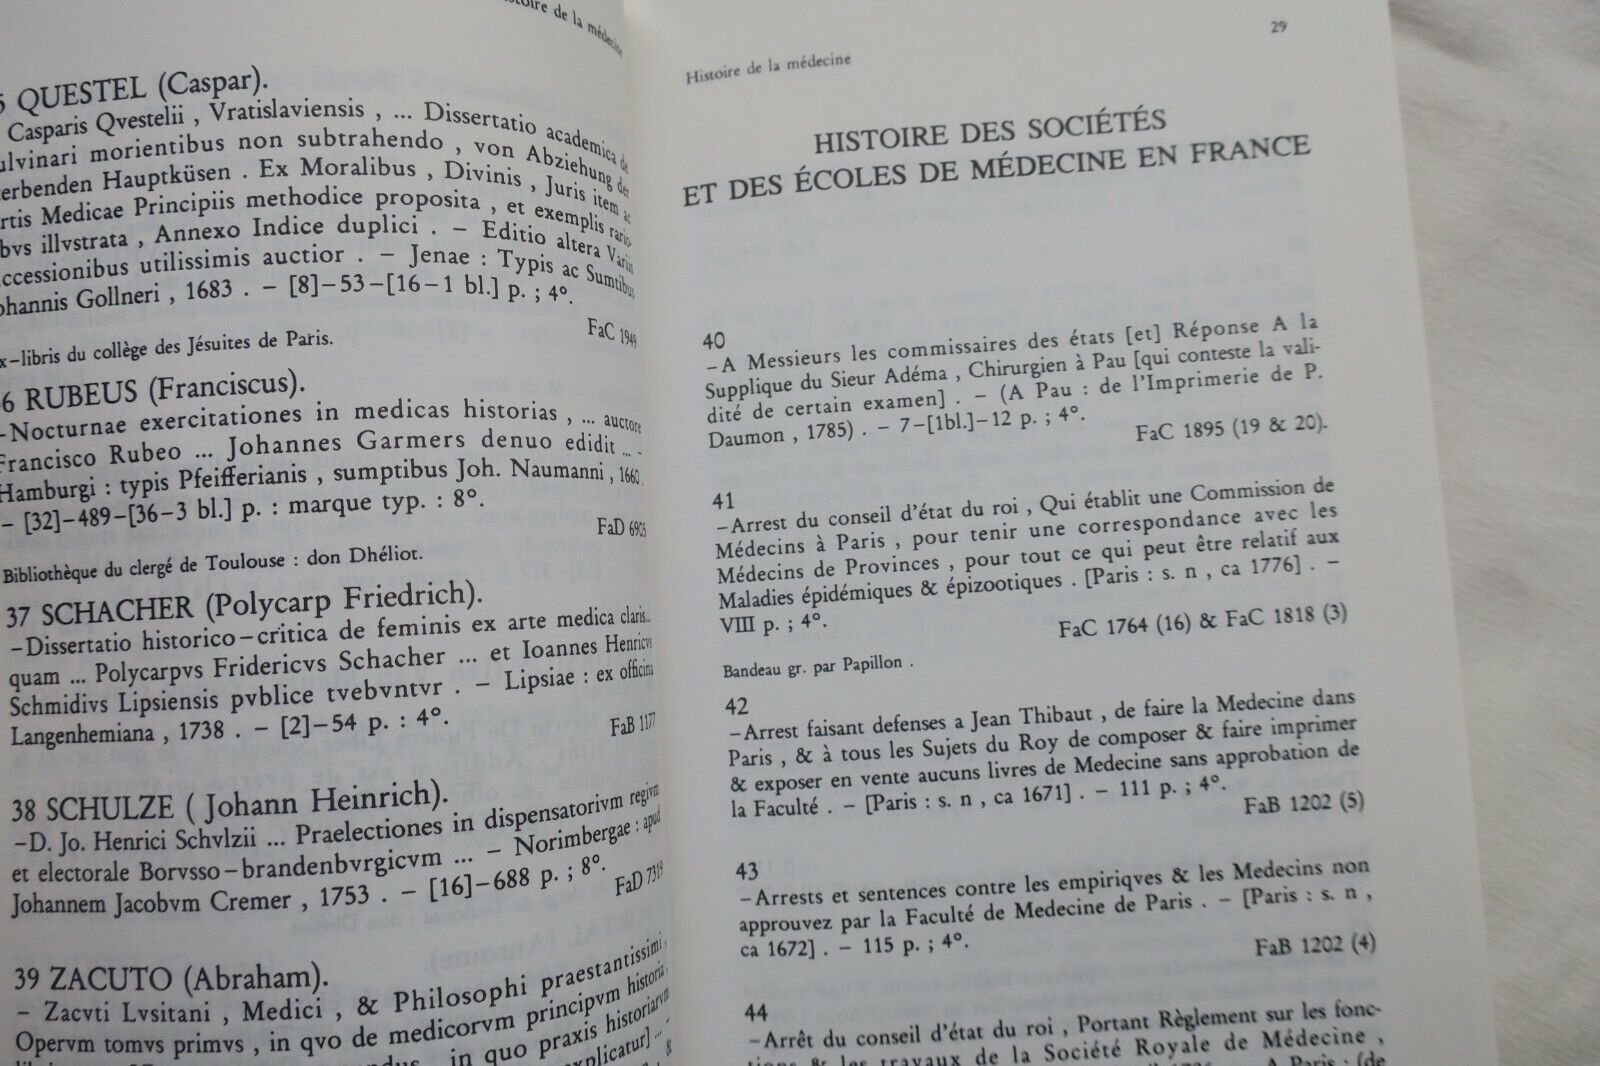 Histoire de la médecine
QUESTEL (Caspar).
Casparis Qvestelii , Vratislaviensis , ... Dissertatio academica de
morientibus non subtrahendo , von Abziehung der
Hauptküsen . Ex Moralibus , Divinis , Juris item ac
Medicae Principiis methodice proposita , et exemplis rario-
illvstrata , Annexo Indice duplici . – Editio altera Variis
utilissimis auctior . – Jenae : Typis ac Sumtibus
Gollneri , 1683 . – [8]–53–[16–1 bl.] p. ; 4°.
FaC 1949
x–libris du collège des Jésuites de Paris.
6 RUBEUS (Franciscus).
–Nocturnae exercitationes in medicas historias , ... auctore
Francisco Rubeo ... Johannes Garmers denuo edidit ... –
Hamburgi : typis Pfeifferianis , sumptibus Joh. Naumanni , 1660.
– [32]–489–[36–3 bl.] p. : marque typ. : 8°.
FaD 6905
Bibliothèque du clergé de Toulouse : don Dhéliot.
37 SCHACHER (Polycarp Friedrich).
–Dissertatio historico–critica de feminis ex arte medica claris...
quam ... Polycarpvs Fridericvs Schacher ... et Ioannes Henricvs
Schmidivs Lipsiensis pvblice tvebvntvr . – Lipsiae : ex officina
Langenhemiana , 1738 . – [2]–54 p. : 4°.
FaB 1177
38 SCHULZE ( Johann Heinrich).
–D. Jo. Henrici Schvlzii ... Praelectiones in dispensatorivm regivm
et electorale Borvsso–brandenbvrgicvm ... – Norimbergae : apud
Johannem Jacobvm Cremer , 1753 . – [16]–688 p. ; 8°.
FaD 7319
39 ZACUTO (Abraham).
– Zacvti Lvsitani , Medici , & Philosophi praestantissimi,
Opervm tomvs primvs , in qvo de medicorvm principvm historia
in quo praxis historiarvm
explicatur] ... –
29
Histoire de la médecine
HISTOIRE DES SOCIÉTÉS
ET DES ÉCOLES DE MÉDECINE EN FRANCE
40
–A Messieurs les commissaires des états [et] Réponse A la
Supplique du Sieur Adéma , Chirurgien à Pau [qui conteste la vali-
dité de certain examen] . – (A Pau : de l'Imprimerie de P.
Daumon , 1785) . – 7–[1bl.]–12 p. ; 4°.
FaC 1895 (19 & 20).
41
–Arrest du conseil d'état du roi , Qui établit une Commission de
Médecins à Paris , pour tenir une correspondance avec les
Médecins de Provinces , pour tout ce qui peut être relatif aux
Maladies épidémiques & épizootiques . [Paris : s. n , ca 1776] . –
VIII p. ; 4°.
FaC 1764 (16) & FaC 1818 (3)
Bandeau gr. par Papillon .
42
–Arrest faisant defenses a Jean Thibaut , de faire la Medecine dans
Paris , & à tous les Sujets du Roy de composer & faire imprimer
& exposer en vente aucuns livres de Medecine sans approbation de
la Faculté . – [Paris : s. n , ca 1671] . – 111 p. ; 4°.
FaB 1202 (5)
43
–Arrests et sentences contre les empiriqves & les Medecins non
approuvez par la Faculté de Medecine de Paris . – [Paris : s. n ,
ca 1672] . – 115 p. ; 4°.
FaB 1202 (4)
44
–Arrêt du conseil d'état du roi , Portant Règlement sur les fonc-
tions & les travaux de la Société Royale de Médecine ,
A Paris : (de